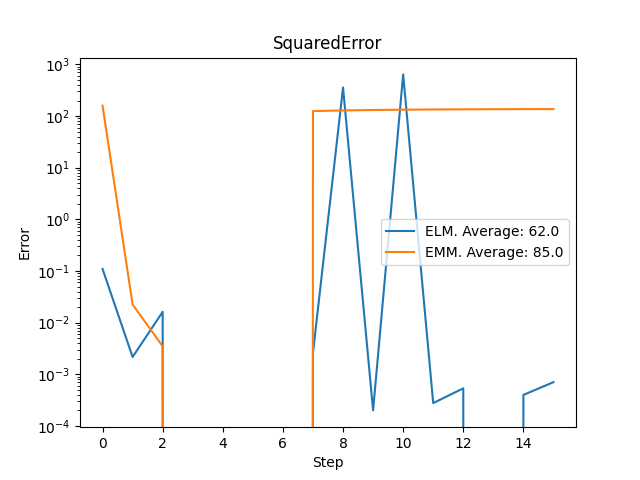 SquaredError
10³
10²
10¹
10⁰
10⁻¹
10⁻²
10⁻³
10⁻⁴
Error
ELM. Average: 62.0
EMM. Average: 85.0
0 2 4 6 8 10 12 14
Step